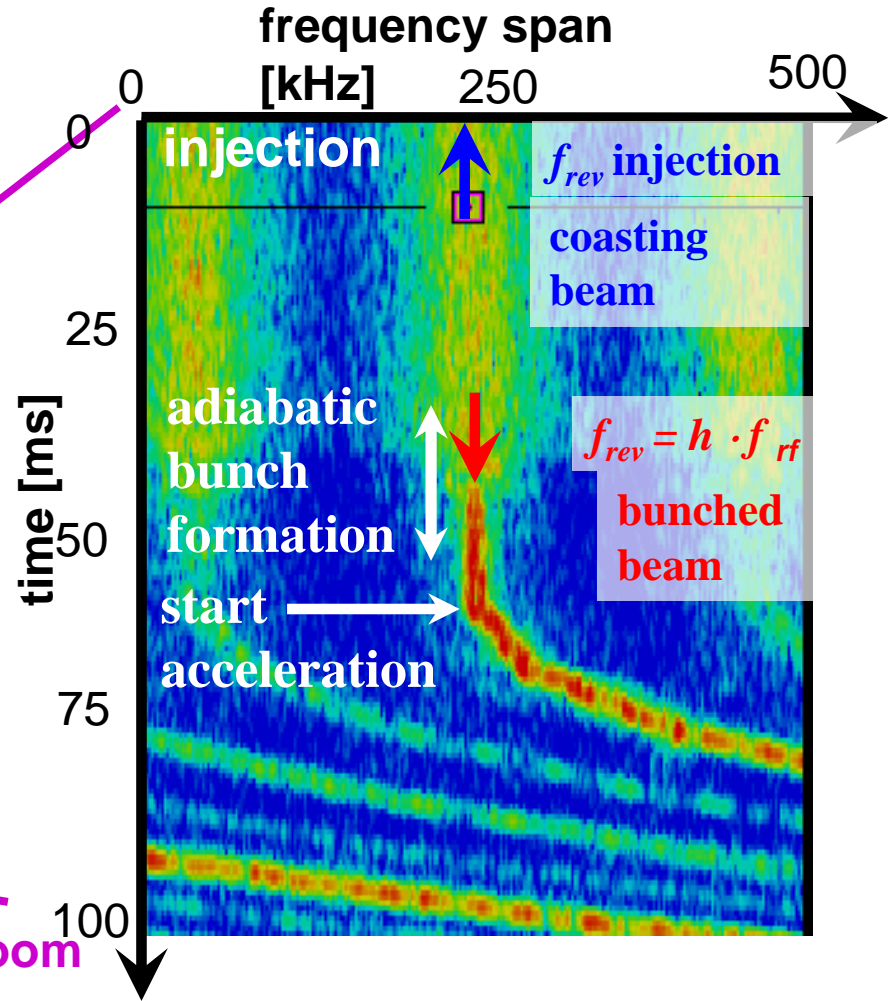 frequency span
[kHz]
0
250
500
0
injection
f_rev injection
coasting
beam
25
time [ms]
adiabatic
bunch
formation
f_rev = h · f_rf
bunched
beam
50
start
acceleration
75
100
oom